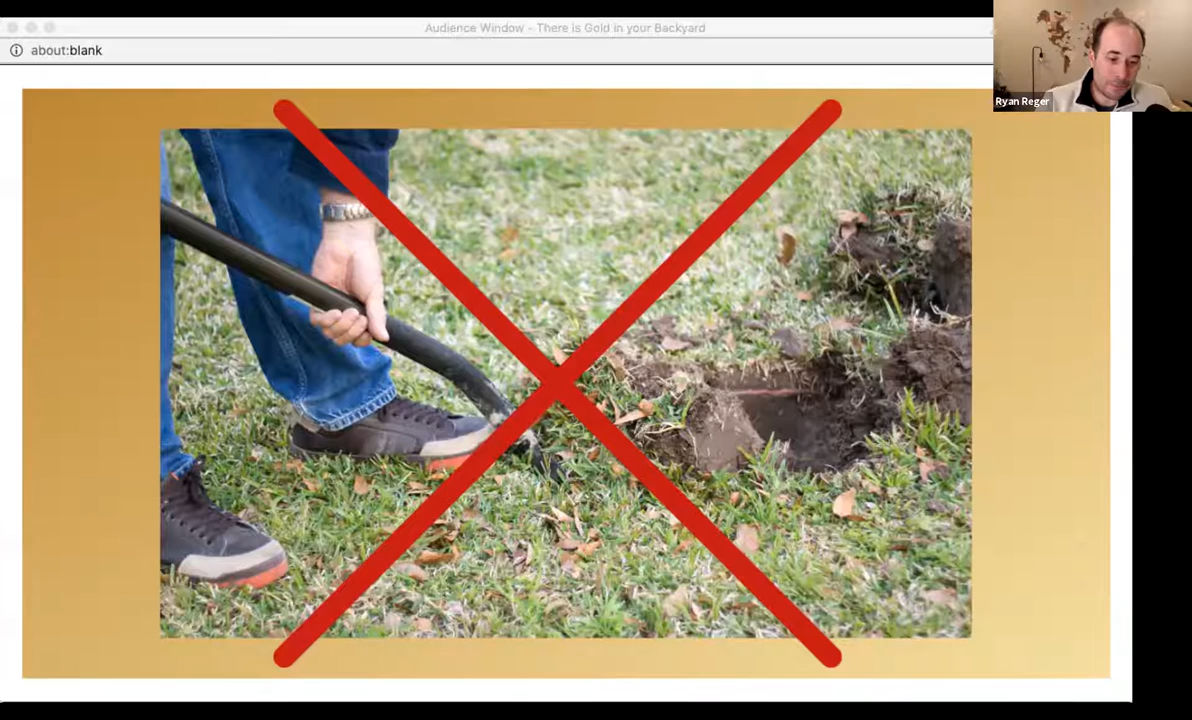 Audience Window - There is Gold in your Backyard
about:blank
Ryan Reger